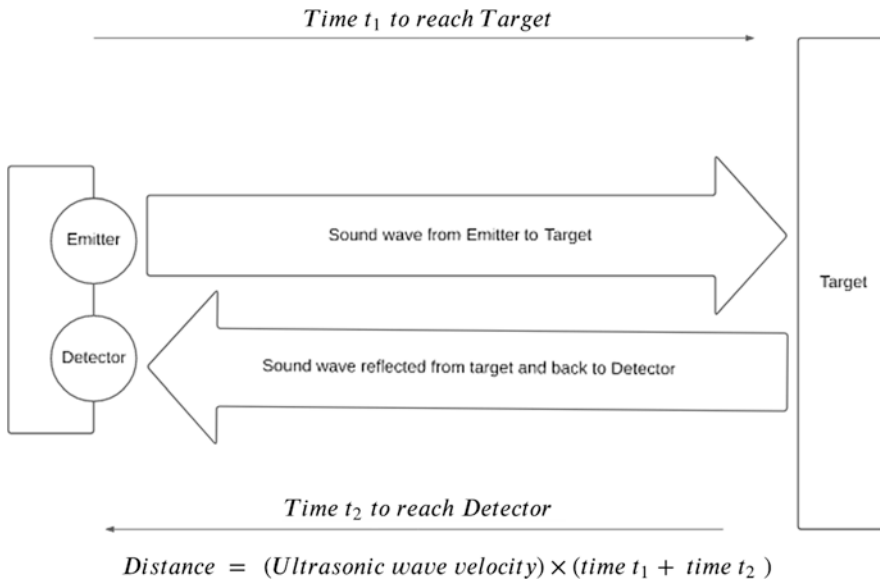 Time t₁ to reach Target
Emitter
Sound wave from Emitter to Target
Target
Detector
Sound wave reflected from target and back to Detector
Time t₂ to reach Detector
Distance = (Ultrasonic wave velocity) × (time t₁ + time t₂ )